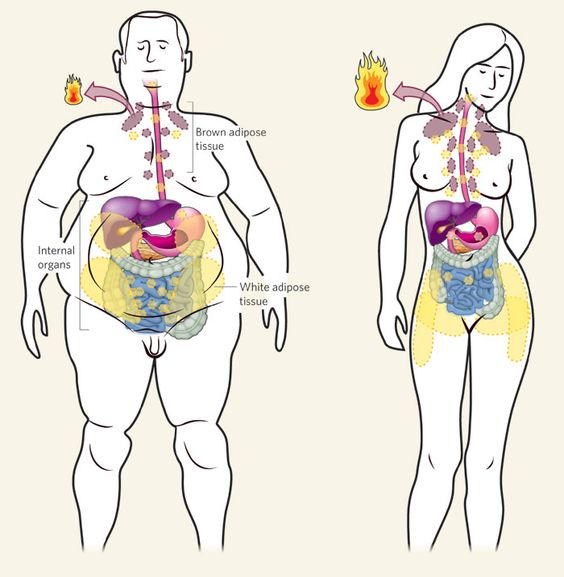 Brown adipose
tissue
Internal
organs
White adipose
tissue